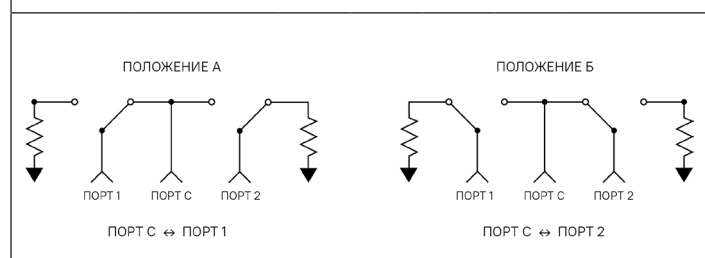 ПОЛОЖЕНИЕ А
ПОЛОЖЕНИЕ Б
ПОРТ 1 ПОРТ С ПОРТ 2
ПОРТ 1 ПОРТ С ПОРТ 2
ПОРТ С ↔ ПОРТ 1
ПОРТ С ↔ ПОРТ 2